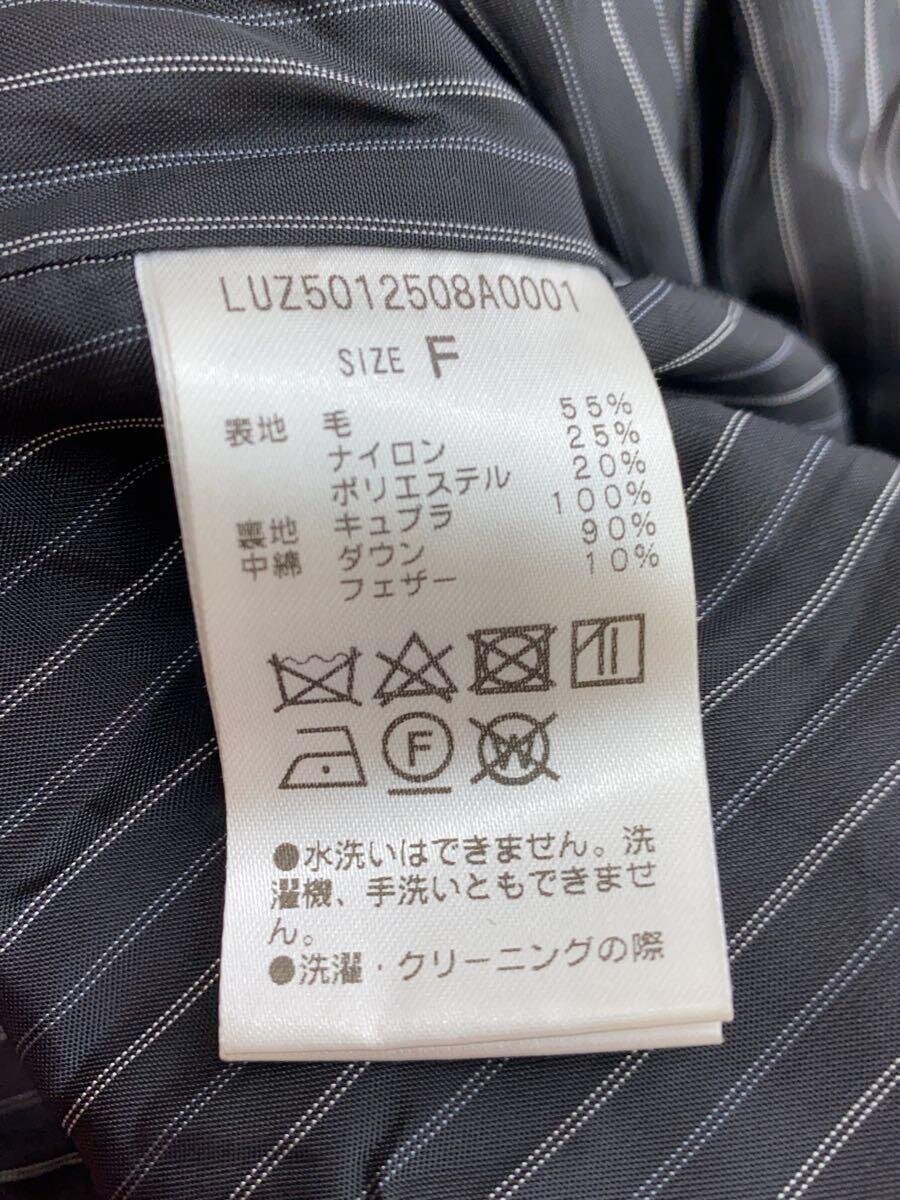 LUZ5012508A0001
SIZE F
表地 毛 55%
ナイロン 25%
ポリエステル 20%
裏地 キュプラ 100%
中綿 ダウン 90%
フェザー 10%
F
W
●水洗いはできません。洗
濯機、手洗いともできませ
ん。
●洗濯・クリーニングの際